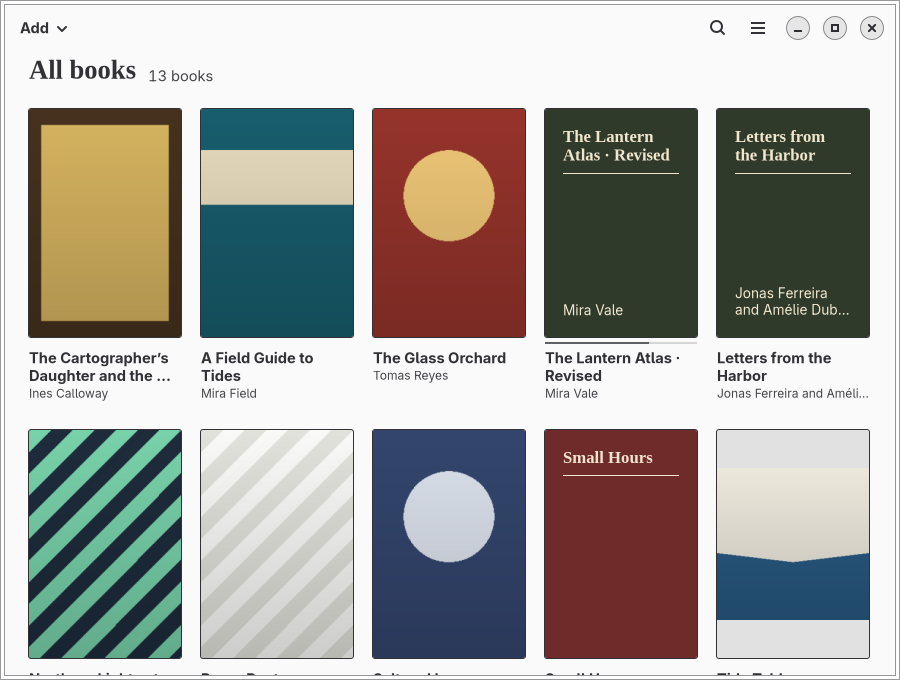 Add
All books 13 books
The Lantern
Atlas · Revised
Mira Vale
Letters from
the Harbor
Jonas Ferreira
and Amélie Dub…
The Cartographer’s
Daughter and the …
Ines Calloway
A Field Guide to
Tides
Mira Field
The Glass Orchard
Tomas Reyes
The Lantern Atlas ·
Revised
Mira Vale
Letters from the
Harbor
Jonas Ferreira and Améli…
Small Hours